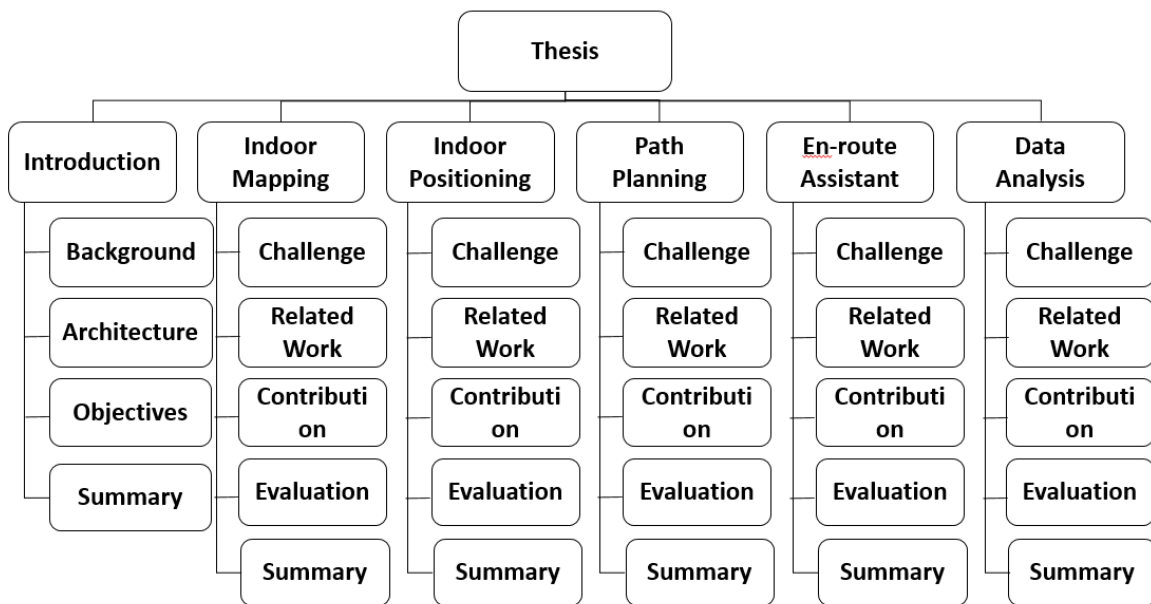 Thesis
Introduction
Indoor
Mapping
Indoor
Positioning
Path
Planning
En-route
Assistant
Data
Analysis
Background
Challenge
Challenge
Challenge
Challenge
Challenge
Architecture
Related
Work
Related
Work
Related
Work
Related
Work
Related
Work
Objectives
Contributi
on
Contributi
on
Contributi
on
Contributi
on
Contributi
on
Summary
Evaluation
Evaluation
Evaluation
Evaluation
Evaluation
Summary
Summary
Summary
Summary
Summary